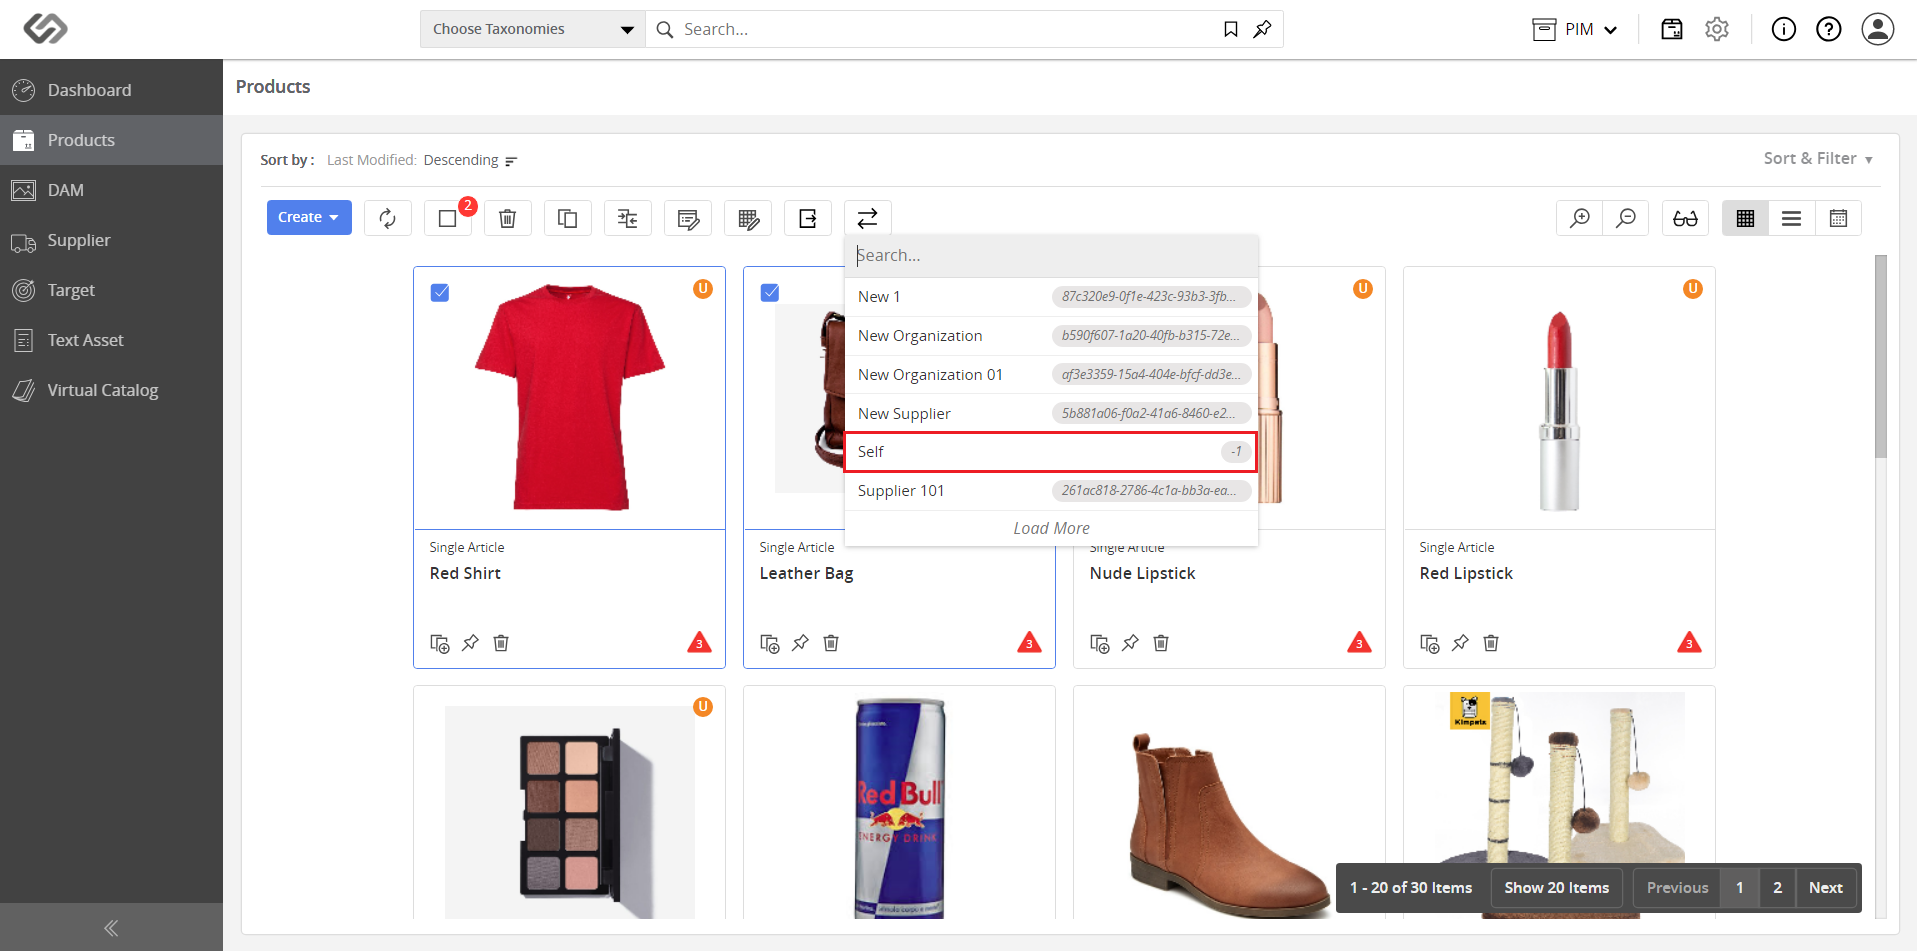 Choose Taxonomies
Search...
PIM
Dashboard
Products
DAM
Supplier
Target
Text Asset
Virtual Catalog
Products
Sort by : Last Modified: Descending
Sort & Filter
Create
2
Search...
New 1 87c320e9-0f1e-423c-93b3-3fb...
New Organization b590f607-1a20-40fb-b315-72e...
New Organization 01 af3e3359-15a4-404e-bfcf-dd3e...
New Supplier 5b881a06-f0a2-41a6-8460-e2...
Self -1
Supplier 101 261ac818-2786-4c1a-bb3a-ea...
Load More
U
U
U
Single Article
Red Shirt
3
Single Article
Leather Bag
3
Single Article
Nude Lipstick
3
Single Article
Red Lipstick
3
U
Red Bull
ENERGY DRINK
Kimpets
1 - 20 of 30 Items
Show 20 Items
Previous 1 2 Next